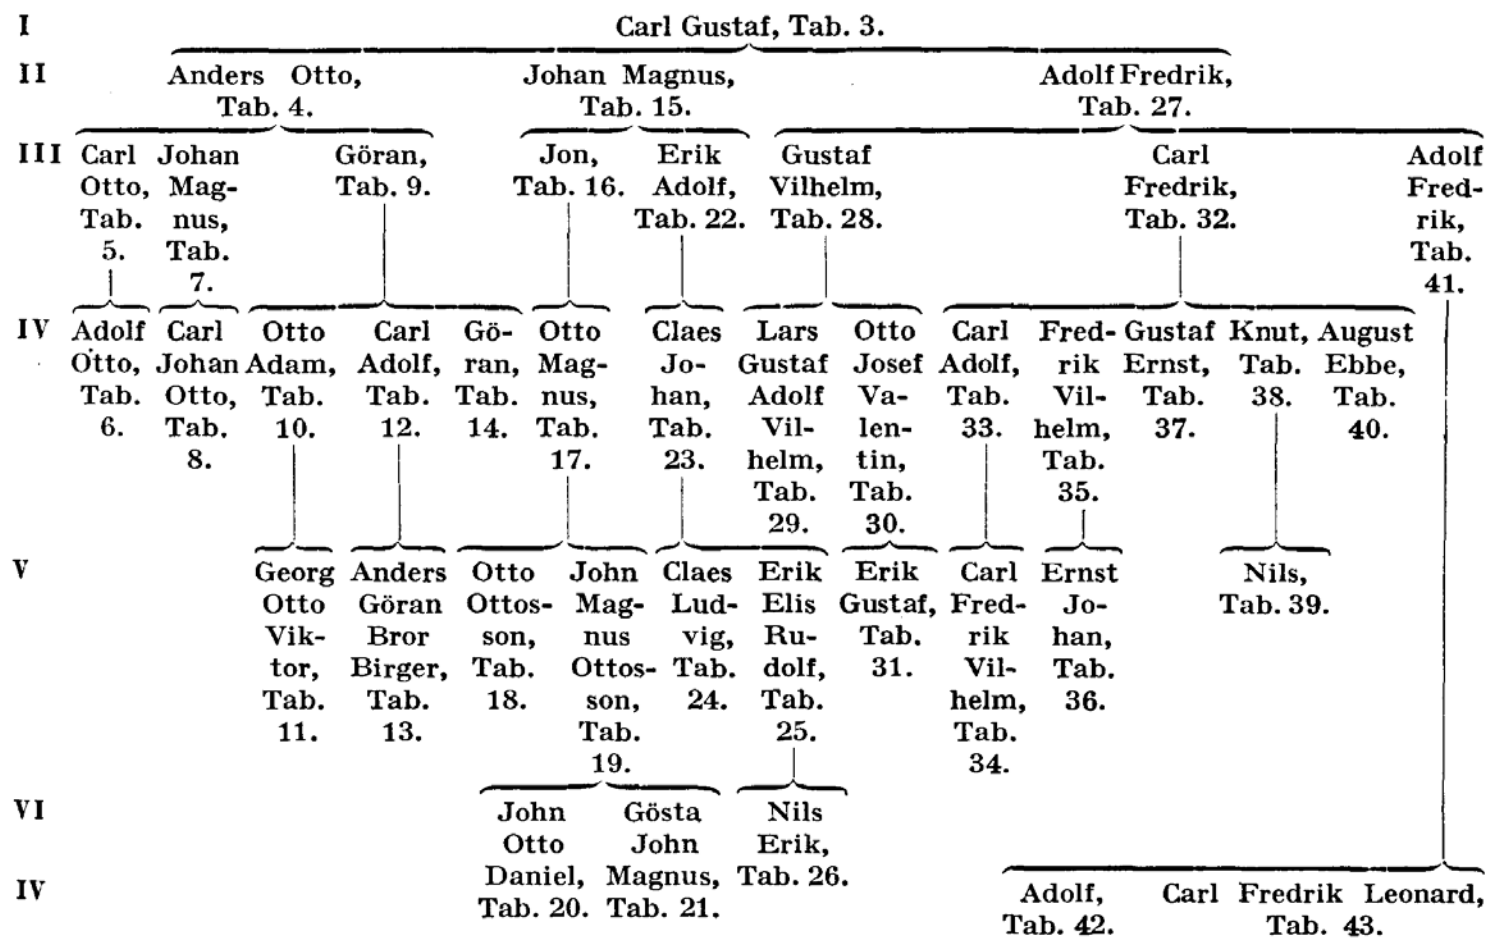 I Carl Gustaf, Tab. 3.
II Anders Otto, Johan Magnus, Adolf Fredrik,
Tab. 4. Tab. 15. Tab. 27.
III Carl Johan Göran, Jon, Erik Gustaf Carl Adolf
Otto, Mag- Tab. 9. Tab. 16. Adolf, Vilhelm, Fredrik, Fred-
Tab. nus, Tab. 22. Tab. 28. Tab. 32. rik,
5. Tab. Tab.
7. 41.
IV Adolf Carl Otto Carl Gö- Otto Claes Lars Otto Carl Fred- Gustaf Knut, August
Otto, Johan Adam, Adolf, ran, Mag- Jo- Gustaf Josef Adolf, rik Ernst, Tab. Ebbe,
Tab. Otto, Tab. Tab. Tab. nus, han, Adolf Va- Tab. Vil- Tab. 38. Tab.
6. Tab. 10. 12. 14. Tab. Tab. Vil- len- 33. helm, 37. 40.
8. 17. 23. helm, tin, Tab.
Tab. Tab. 35.
29. 30.
V Georg Anders Otto John Claes Erik Erik Carl Ernst Nils,
Otto Göran Ottos- Mag- Lud- Elis Gustaf, Fred- Jo- Tab. 39.
Vik- Bror son, nus vig, Ru- Tab. rik han,
tor, Birger, Tab. Ottos- Tab. dolf, 31. Vil- Tab.
Tab. Tab. 18. son, 24. Tab. helm, 36.
11. 13. Tab. 25. Tab.
19. 34.
VI John Gösta Nils
Otto John Erik,
Daniel, Magnus, Tab. 26.
IV Adolf, Carl Fredrik Leonard,
Tab. 20. Tab. 21.
Tab. 42. Tab. 43.